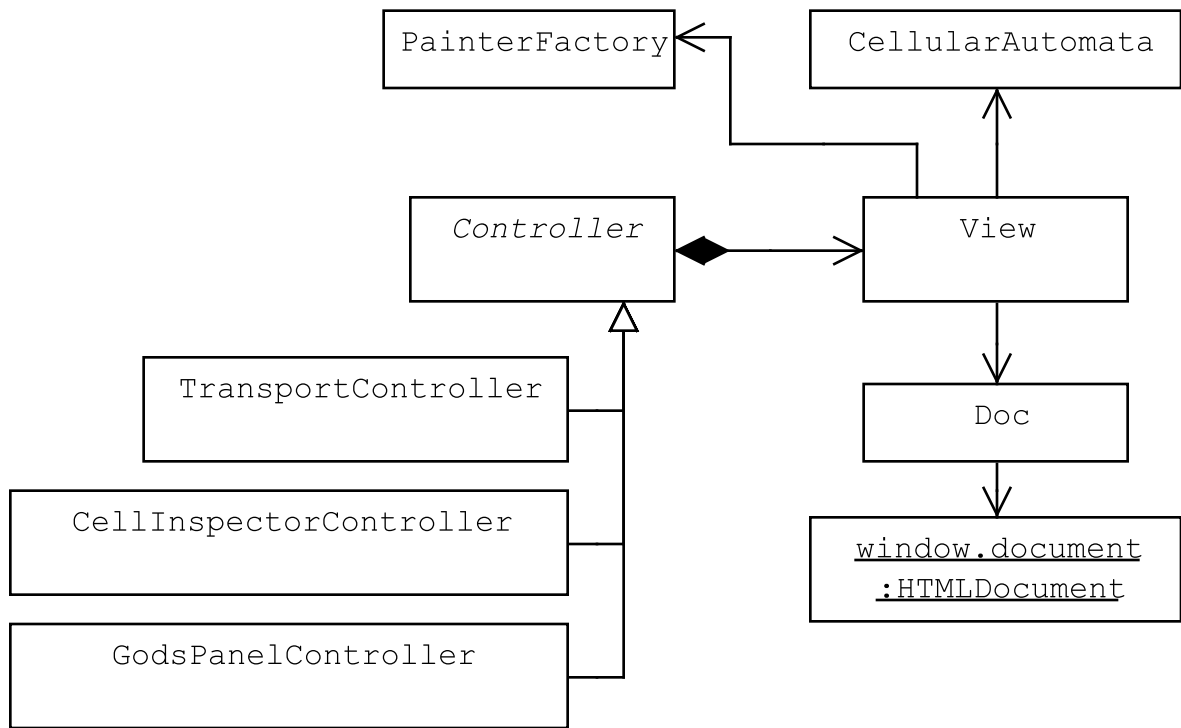 PainterFactory
CellularAutomata
Controller
View
TransportController
Doc
CellInspectorController
window.document
:HTMLDocument
GodsPanelController